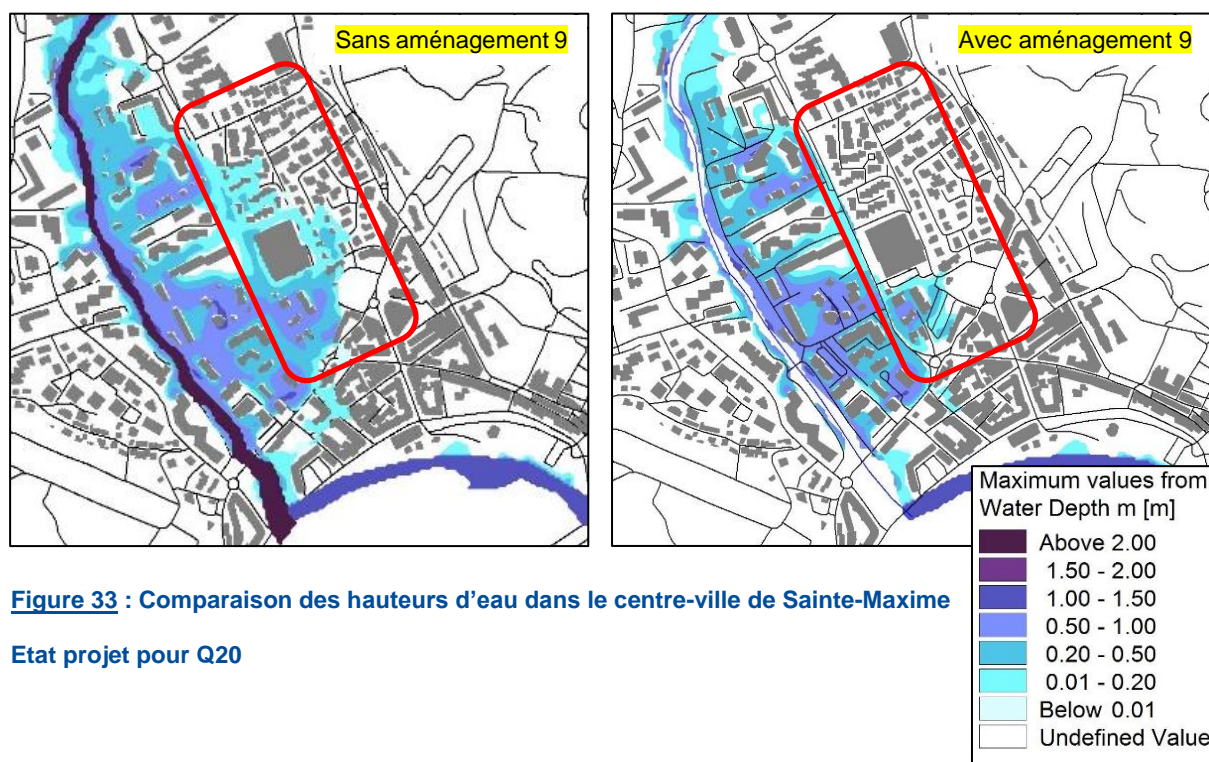 Sans aménagement 9
Avec aménagement 9
Maximum values from
Water Depth m [m]
Above 2.00
1.50 - 2.00
1.00 - 1.50
0.50 - 1.00
0.20 - 0.50
0.01 - 0.20
Below 0.01
Undefined Value
Figure 33 : Comparaison des hauteurs d'eau dans le centre-ville de Sainte-Maxime
Etat projet pour Q20